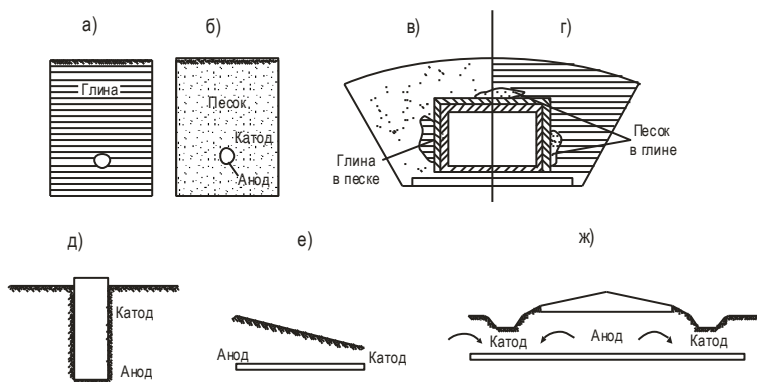 а)
б)
в)
г)
Глина
Песок
Катод
Анод
Глина
в песке
Песок
в глине
д)
е)
ж)
Катод
Анод
Анод
Катод
Катод
Анод
Катод